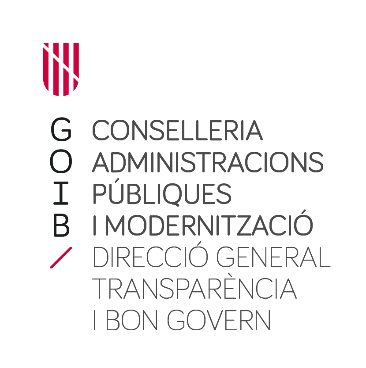 G CONSELLERIA
O ADMINISTRACIONS
I PÚBLIQUES
B I MODERNITZACIÓ
/ DIRECCIÓ GENERAL
TRANSPARÈNCIA
I BON GOVERN